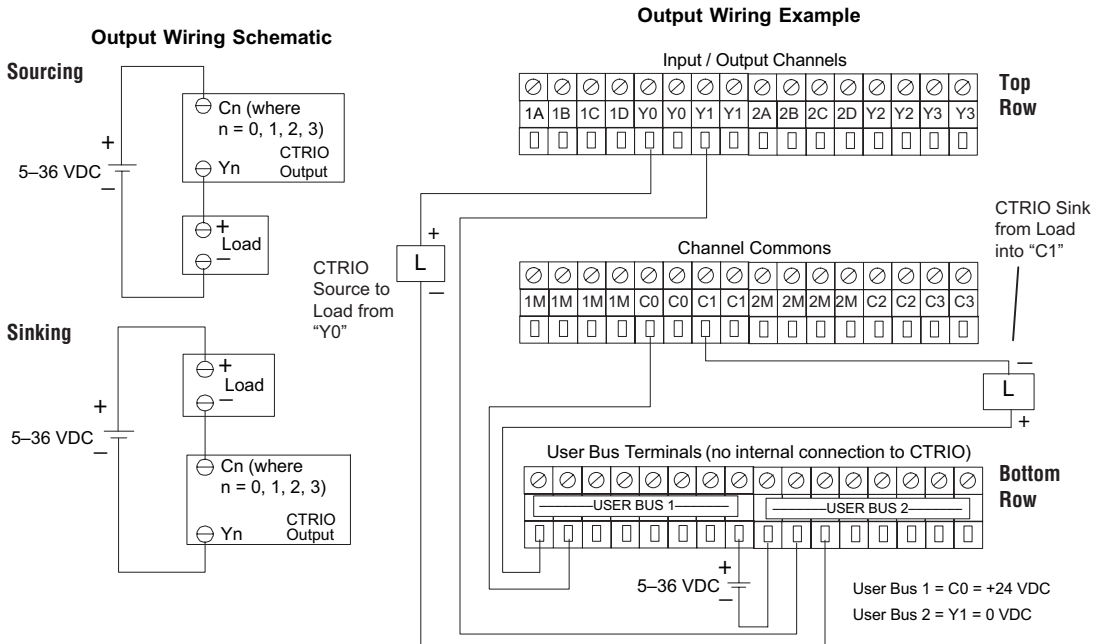 Output Wiring Example
Output Wiring Schematic
Sourcing
+
5–36 VDC
–
Cn (where
n = 0, 1, 2, 3)
CTRIO
Output
Yn
+
Load
–
Sinking
+
5–36 VDC
–
+
Load
–
Cn (where
n = 0, 1, 2, 3)
CTRIO
Output
Yn
Input / Output Channels
Top
Row
1A 1B 1C 1D Y0 Y0 Y1 Y1 2A 2B 2C 2D Y2 Y2 Y3 Y3
+
L
–
CTRIO
Source to
Load from
“Y0”
CTRIO Sink
from Load
into “C1”
Channel Commons
1M 1M 1M 1M C0 C0 C1 C1 2M 2M 2M 2M C2 C2 C3 C3
–
L
+
User Bus Terminals (no internal connection to CTRIO)
Bottom
Row
USER BUS 1
USER BUS 2
+
5–36 VDC
–
User Bus 1 = C0 = +24 VDC
User Bus 2 = Y1 = 0 VDC